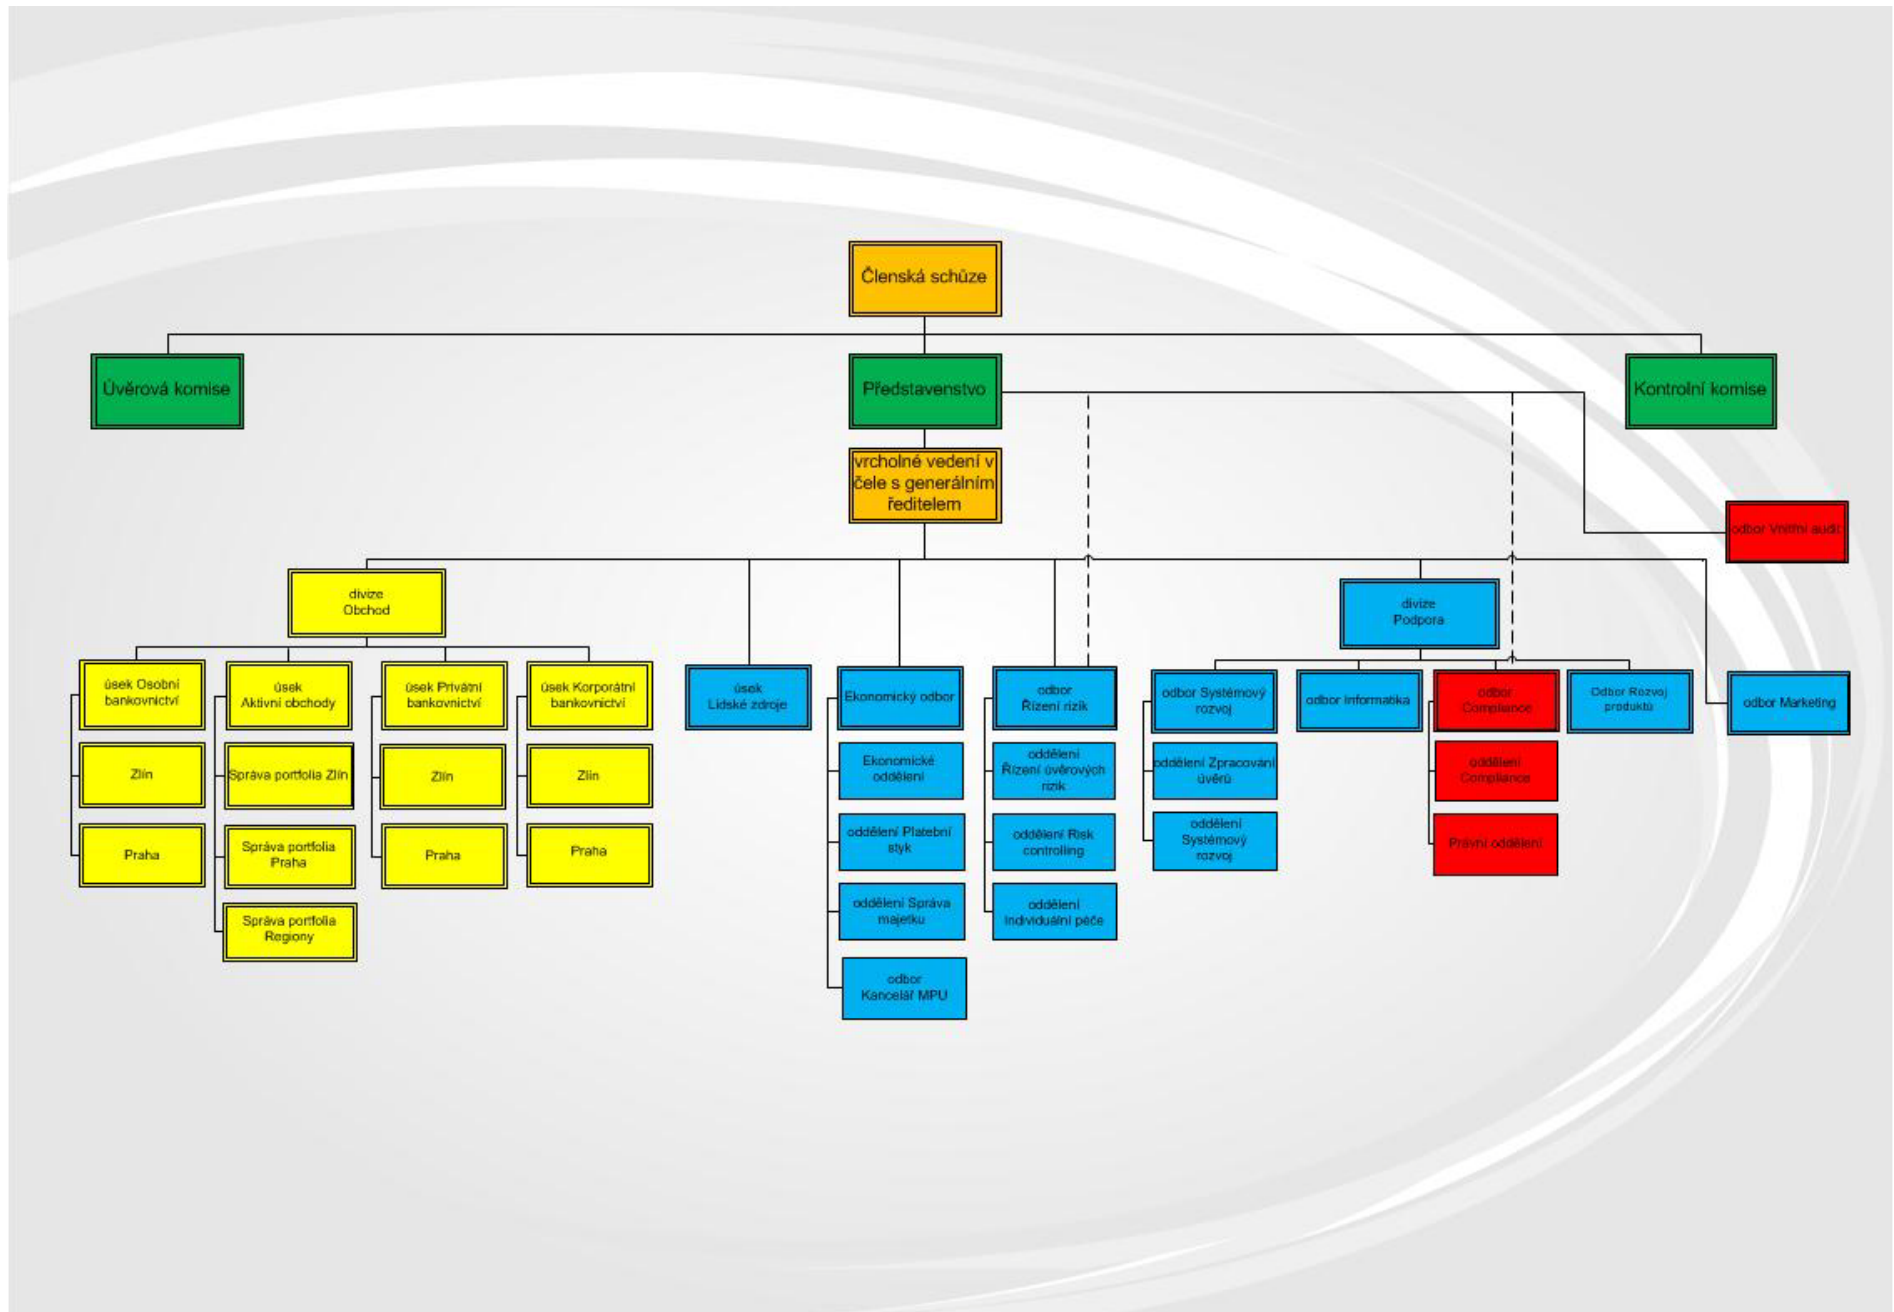 Členská schůze
Úvěrová komise
Představenstvo
Kontrolní komise
vrcholné vedení v
čele s generálním
ředitelem
odbor Vnitřní audit
divize
Obchod
divize
Podpora
úsek Osobní
bankovnictví
úsek
Aktivní obchody
úsek Privátní
bankovnictví
úsek Korporátní
bankovnictví
úsek
Lidské zdroje
Ekonomický odbor
odbor
Řízení rizik
odbor Systémový
rozvoj
odbor Informatika
odbor
Compliance
Odbor Rozvoj
produktů
odbor Marketing
Zlín
Správa portfolia Zlín
Zlín
Zlín
Ekonomické
oddělení
oddělení
Řízení úvěrových
rizik
oddělení Zpracování
úvěrů
oddělení
Compliance
Praha
Správa portfolia
Praha
Praha
Praha
oddělení Platební
styk
oddělení Risk
controlling
oddělení
Systémový
rozvoj
Právní oddělení
Správa portfolia
Regiony
oddělení Správa
majetku
oddělení
Individuální péče
odbor
Kancelář MPU